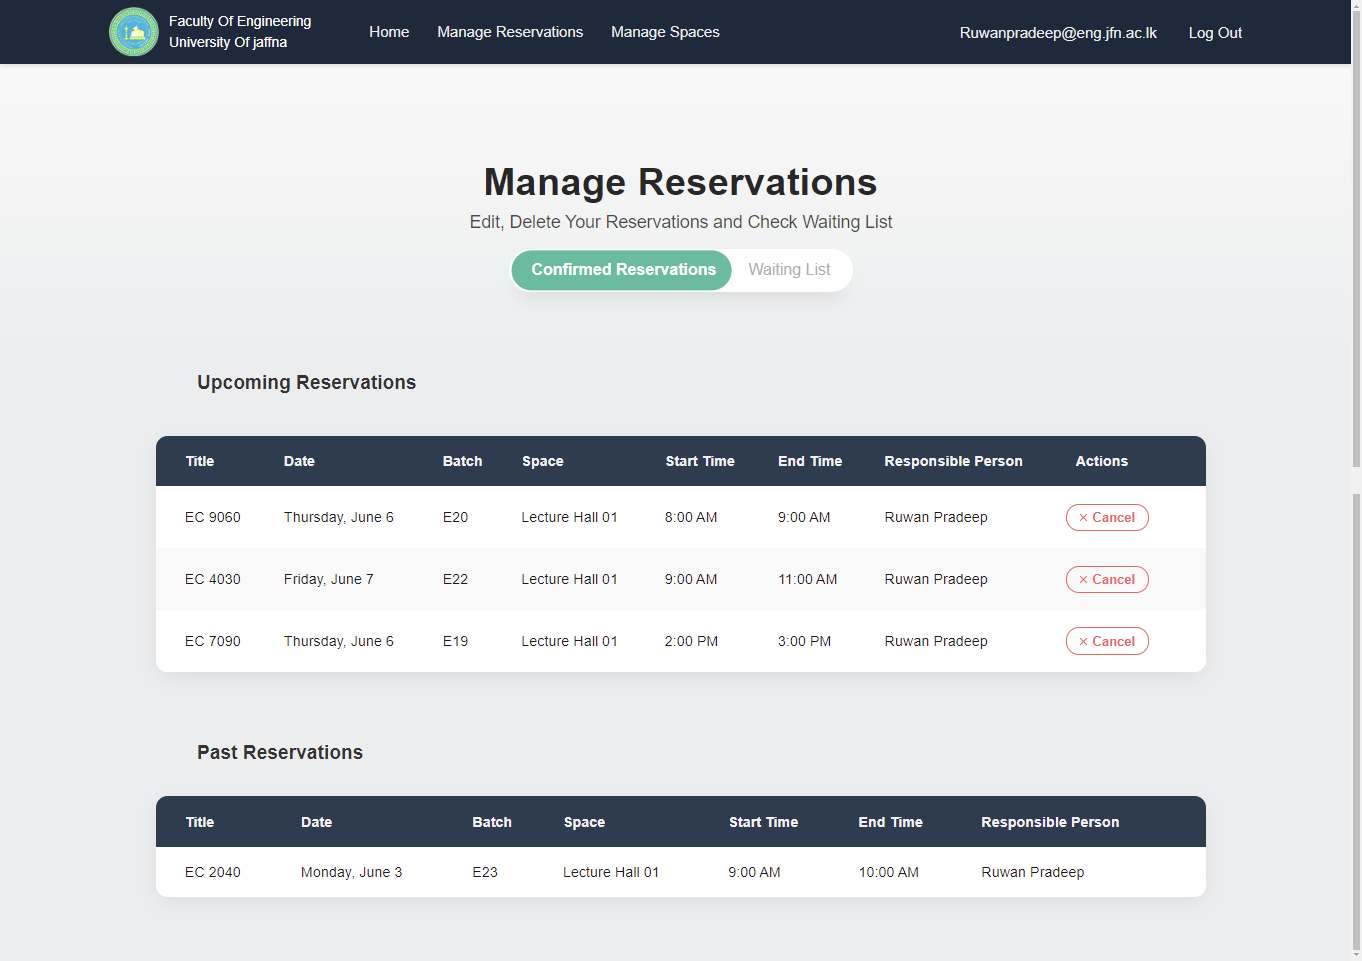 Faculty Of Engineering
University Of jaffna
Home Manage Reservations Manage Spaces Ruwanpradeep@eng.jfn.ac.lk Log Out
Manage Reservations
Edit, Delete Your Reservations and Check Waiting List
Confirmed Reservations Waiting List
Upcoming Reservations
Title Date Batch Space Start Time End Time Responsible Person Actions
EC 9060 Thursday, June 6 E20 Lecture Hall 01 8:00 AM 9:00 AM Ruwan Pradeep × Cancel
EC 4030 Friday, June 7 E22 Lecture Hall 01 9:00 AM 11:00 AM Ruwan Pradeep × Cancel
EC 7090 Thursday, June 6 E19 Lecture Hall 01 2:00 PM 3:00 PM Ruwan Pradeep × Cancel
Past Reservations
Title Date Batch Space Start Time End Time Responsible Person
EC 2040 Monday, June 3 E23 Lecture Hall 01 9:00 AM 10:00 AM Ruwan Pradeep